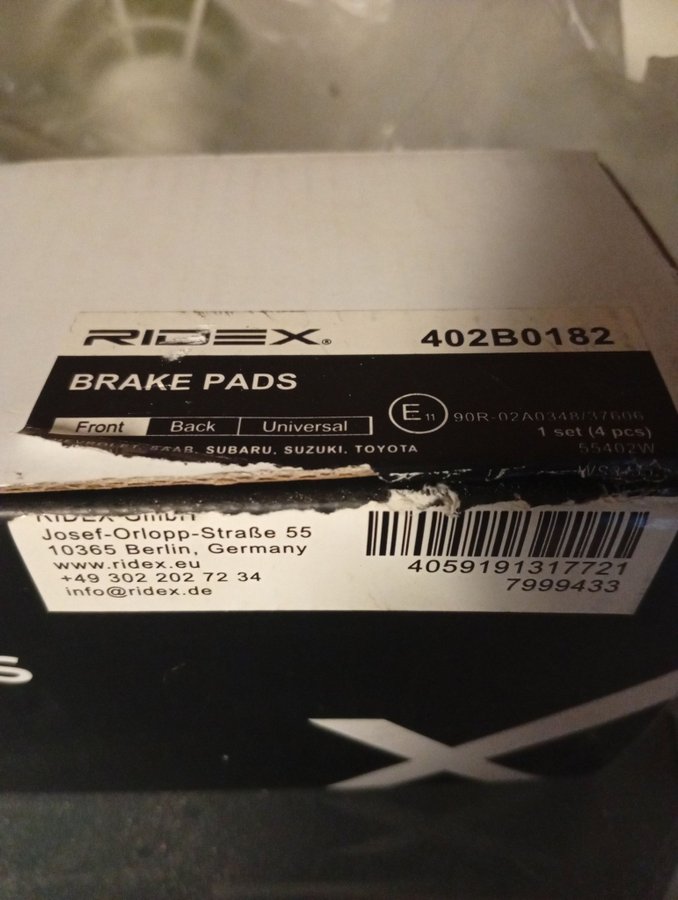 RIDEX®
402B0182
BRAKE PADS
Front Back Universal
E11 90R-02A0348/37606
1 set (4 pcs)
SAAB, SUBARU, SUZUKI, TOYOTA
55402W
RIDEX GmbH
Josef-Orlopp-Straße 55
10365 Berlin, Germany
www.ridex.eu
+49 302 202 72 34
info@ridex.de
4059191317721
7999433
S
X